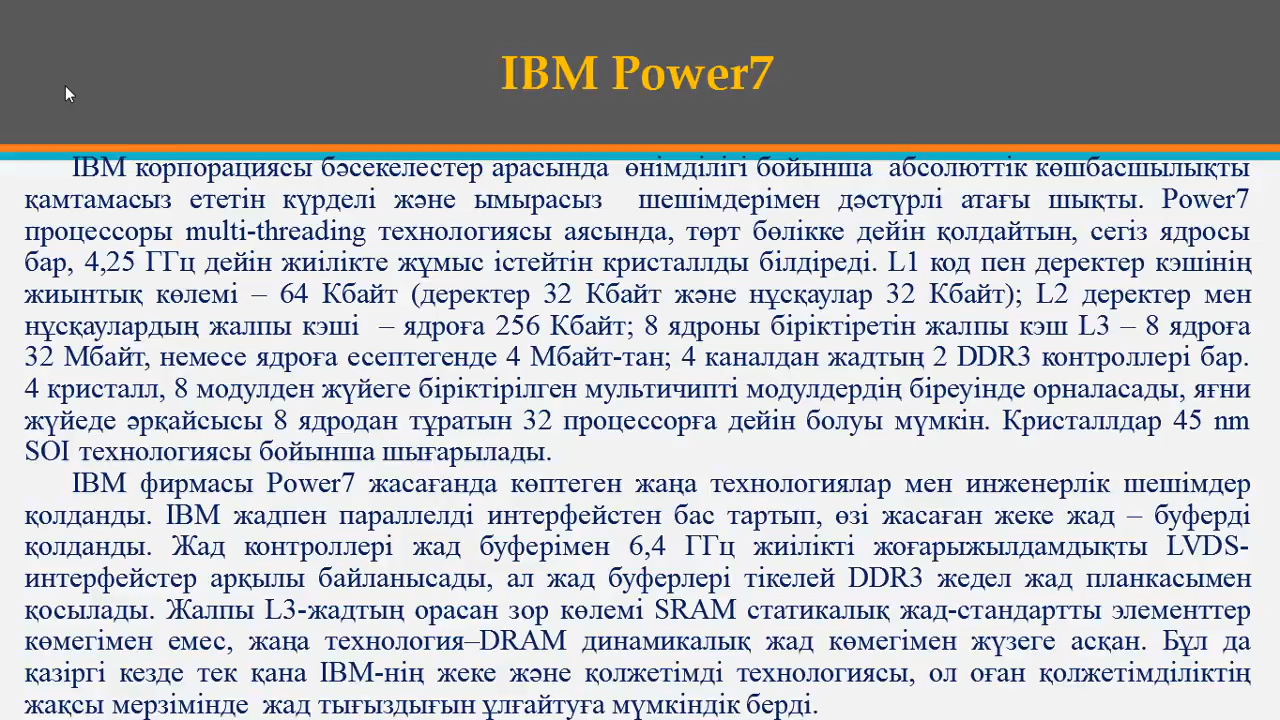 IBM Power7
IBM корпорациясы бәсекелестер арасында өнімділігі бойынша абсолюттік көшбасшылықты
қамтамасыз ететін күрделі және ымырасыз шешімдерімен дәстүрлі атағы шықты. Power7
процессоры multi-threading технологиясы аясында, төрт бөлікке дейін қолдайтын, сегіз ядросы
бар, 4,25 ГГц дейін жиілікте жұмыс істейтін кристаллды білдіреді. L1 код пен деректер кэшінің
жиынтық көлемі – 64 Кбайт (деректер 32 Кбайт және нұсқаулар 32 Кбайт); L2 деректер мен
нұсқаулардың жалпы кэші – ядроға 256 Кбайт; 8 ядроны біріктіретін жалпы кэш L3 – 8 ядроға
32 Мбайт, немесе ядроға есептегенде 4 Мбайт-тан; 4 каналдан жадтың 2 DDR3 контроллері бар.
4 кристалл, 8 модулден жүйеге біріктірілген мультичипті модулдердің біреуінде орналасады, яғни
жүйеде әрқайсысы 8 ядродан тұратын 32 процессорға дейін болуы мүмкін. Кристаллдар 45 nm
SOI технологиясы бойынша шығарылады.
IBM фирмасы Power7 жасағанда көптеген жаңа технологиялар мен инженерлік шешімдер
қолданды. IBM жадпен параллелді интерфейстен бас тартып, өзі жасаған жеке жад – буферді
қолданды. Жад контроллері жад буферімен 6,4 ГГц жиілікті жоғарыжылдамдықты LVDS-
интерфейстер арқылы байланысады, ал жад буферлері тікелей DDR3 жедел жад планкасымен
қосылады. Жалпы L3-жадтың орасан зор көлемі SRAM статикалық жад-стандартты элементтер
көмегімен емес, жаңа технология–DRAM динамикалық жад көмегімен жүзеге асқан. Бұл да
қазіргі кезде тек қана IBM-нің жеке және қолжетімді технологиясы, ол оған қолжетімділіктің
жақсы мерзімінде жад тығыздығын ұлғайтуға мүмкіндік берді.